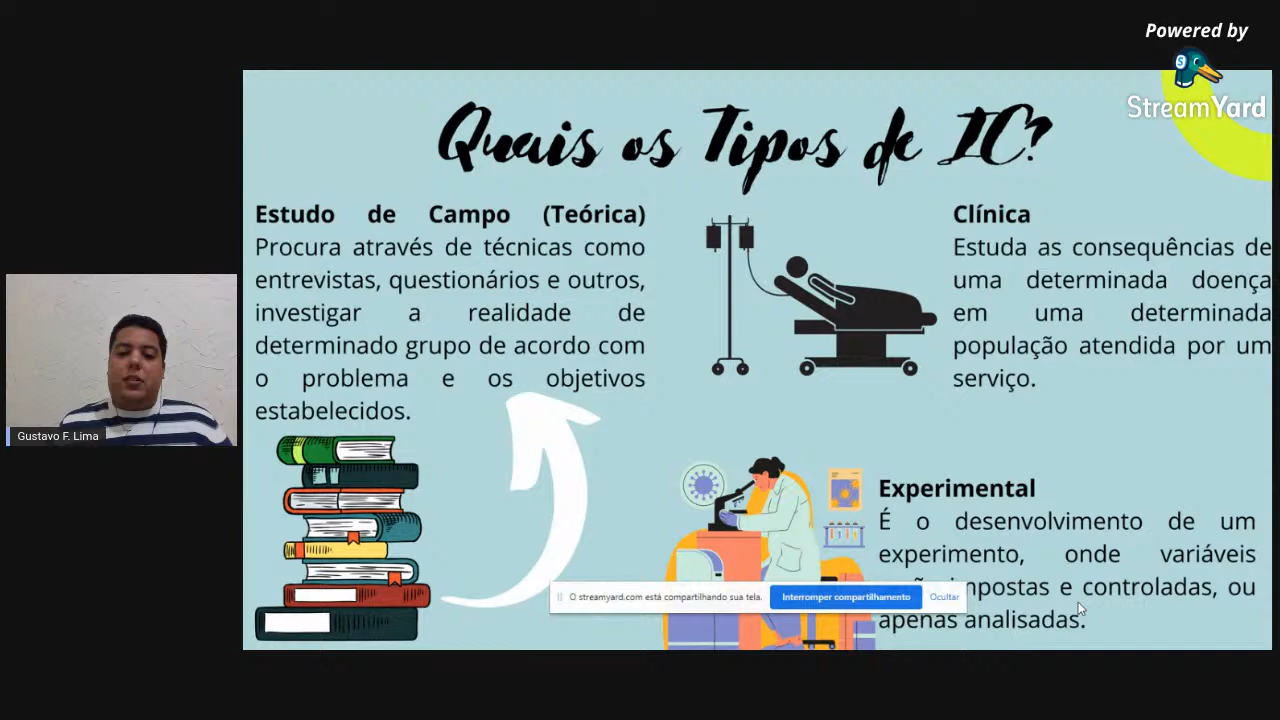 Powered by
StreamYard
Quais os Tipos de IC?
Estudo de Campo (Teórica)
Procura através de técnicas como
entrevistas, questionários e outros,
investigar a realidade de
determinado grupo de acordo com
o problema e os objetivos
estabelecidos.
Clínica
Estuda as consequências de
uma determinada doença
em uma determinada
população atendida por um
serviço.
Experimental
É o desenvolvimento de um
experimento, onde variáveis
e controladas, ou
apenas analisadas.
O streamyard.com está compartilhando sua tela.
Interromper compartilhamento
Ocultar
Gustavo F. Lima